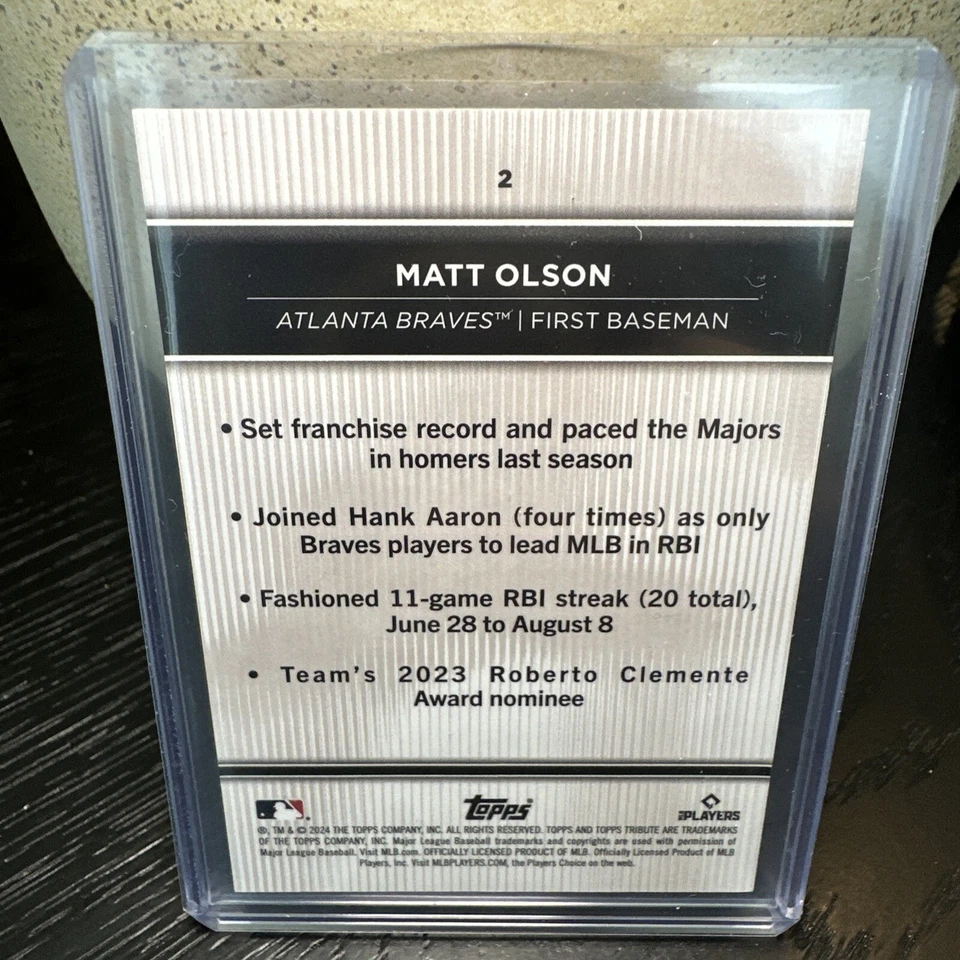 2
MATT OLSON
ATLANTA BRAVES™ | FIRST BASEMAN
• Set franchise record and paced the Majors
in homers last season
• Joined Hank Aaron (four times) as only
Braves players to lead MLB in RBI
• Fashioned 11-game RBI streak (20 total),
June 28 to August 8
• Team's 2023 Roberto Clemente
Award nominee
topps
MLB PLAYERS
®, TM & © 2024 THE TOPPS COMPANY, INC. ALL RIGHTS RESERVED. TOPPS AND TOPPS TRIBUTE ARE TRADEMARKS
OF THE TOPPS COMPANY, INC. Major League Baseball trademarks and copyrights are used with permission of
Major League Baseball. Visit MLB.com. OFFICIALLY LICENSED PRODUCT OF MLB. Officially Licensed Product of MLB
Players, Inc. Visit MLBPLAYERS.COM, the Players Choice on the web.